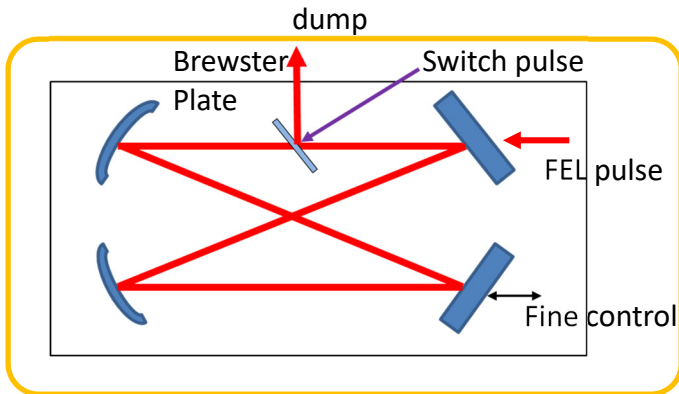 dump
Brewster
Plate
Switch pulse
FEL pulse
Fine control